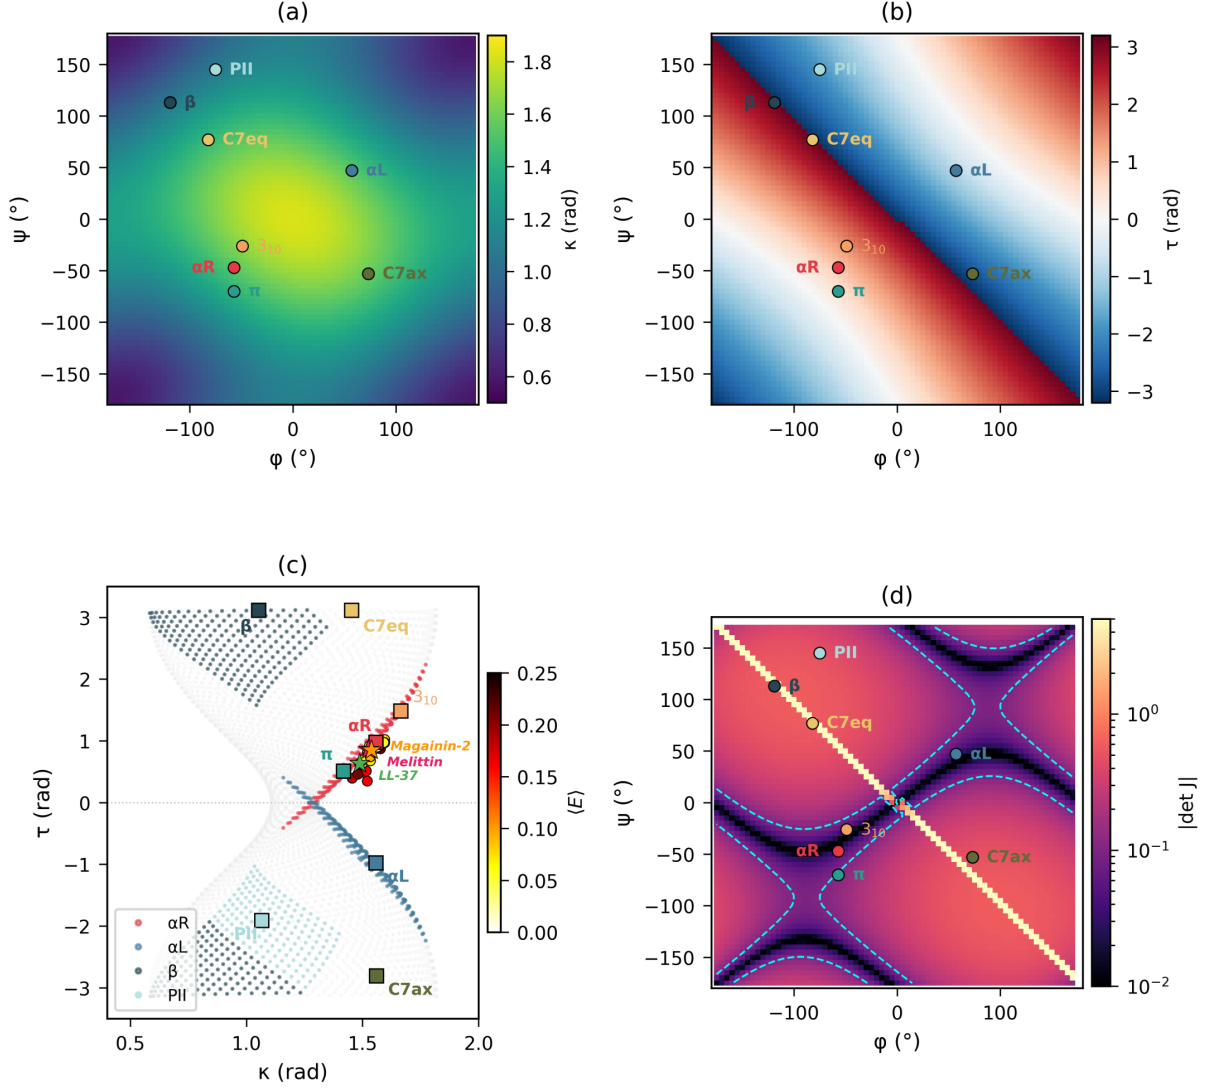 (a)
PII
β
C7eq
αL
3₁₀
αR
C7ax
π
150
100
50
0
−50
−100
−150
ψ (°)
−100
0
100
φ (°)
1.8
1.6
1.4
1.2
1.0
0.8
0.6
κ (rad)
(b)
PII
β
C7eq
αL
3₁₀
αR
C7ax
π
150
100
50
0
−50
−100
−150
ψ (°)
−100
0
100
φ (°)
3
2
1
0
−1
−2
−3
τ (rad)
(c)
β
C7eq
3₁₀
αR
π
Magainin-2
Melittin
LL-37
αL
PII
C7ax
αR
αL
β
PII
3
2
1
0
−1
−2
−3
τ (rad)
0.5
1.0
1.5
2.0
κ (rad)
0.25
0.20
0.15
0.10
0.05
0.00
⟨E⟩
(d)
PII
β
C7eq
αL
3₁₀
αR
C7ax
π
150
100
50
0
−50
−100
−150
ψ (°)
−100
0
100
φ (°)
10⁰
10⁻¹
10⁻²
|det J|